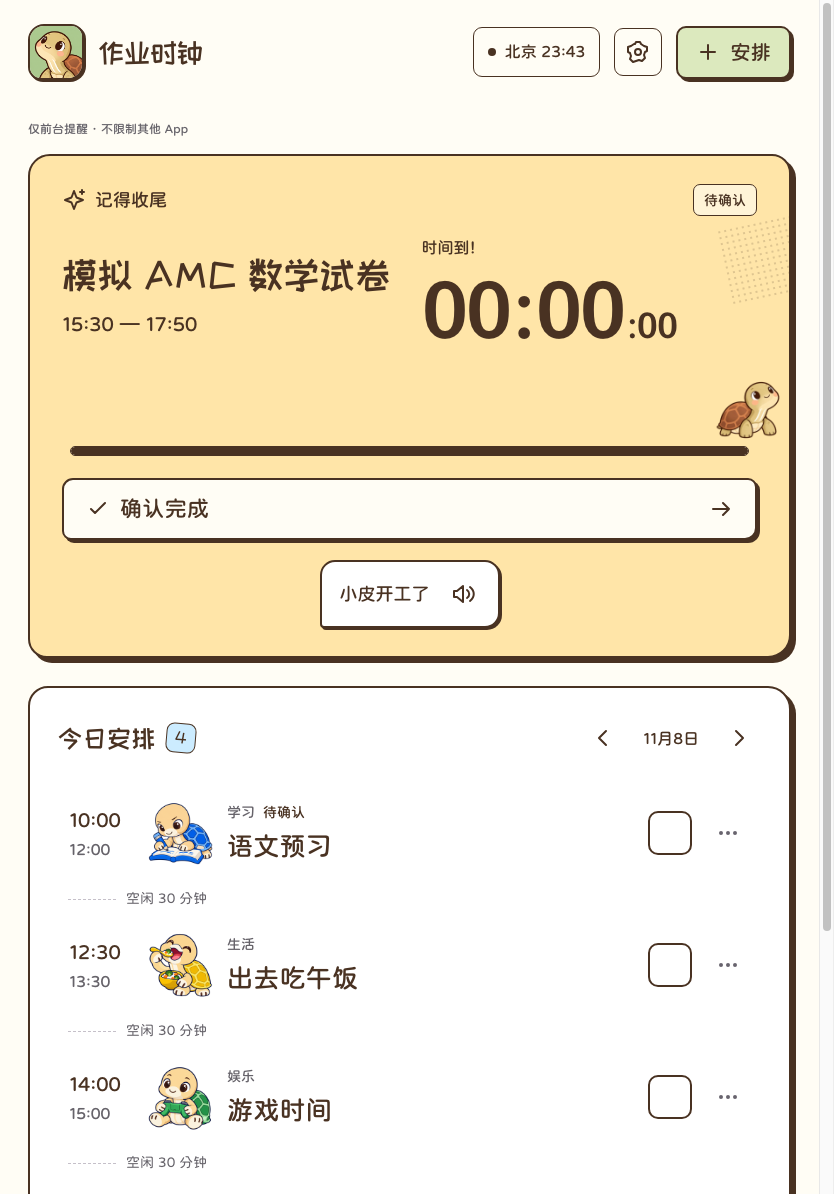 作业时钟
北京 23:43
安排
仅前台提醒 · 不限制其他 App
记得收尾
待确认
模拟 AMC 数学试卷
15:30 — 17:50
时间到!
00:00:00
确认完成
小皮开工了
今日安排 4
11月8日
10:00
12:00
学习 待确认
语文预习
空闲 30 分钟
12:30
13:30
生活
出去吃午饭
空闲 30 分钟
14:00
15:00
娱乐
游戏时间
空闲 30 分钟